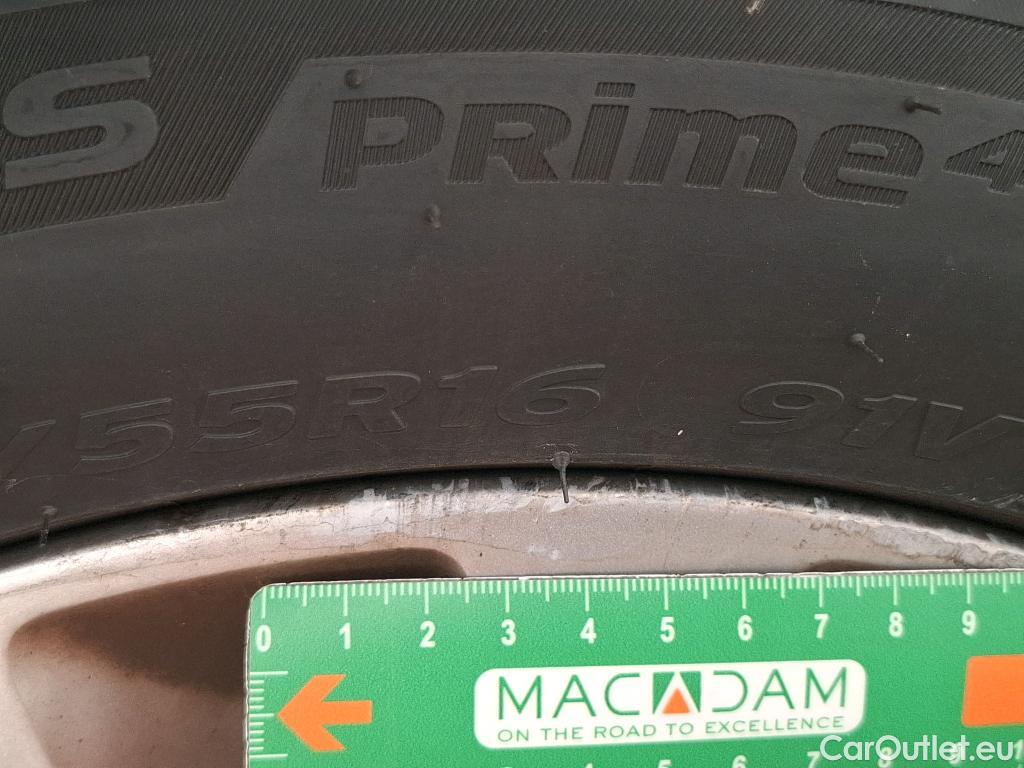 S PRime4
/55R16 91V
0 1 2 3 4 5 6 7 8 9
MACADAM
ON THE ROAD TO EXCELLENCE
CarOutlet.eu